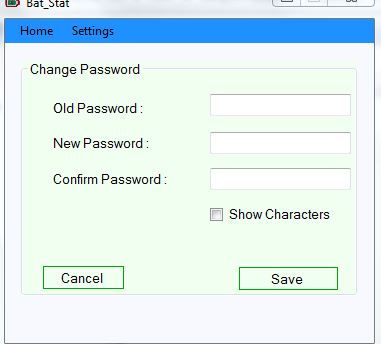 Bat_Stat
Home Settings
Change Password
Old Password :
New Password :
Confirm Password :
Show Characters
Cancel Save